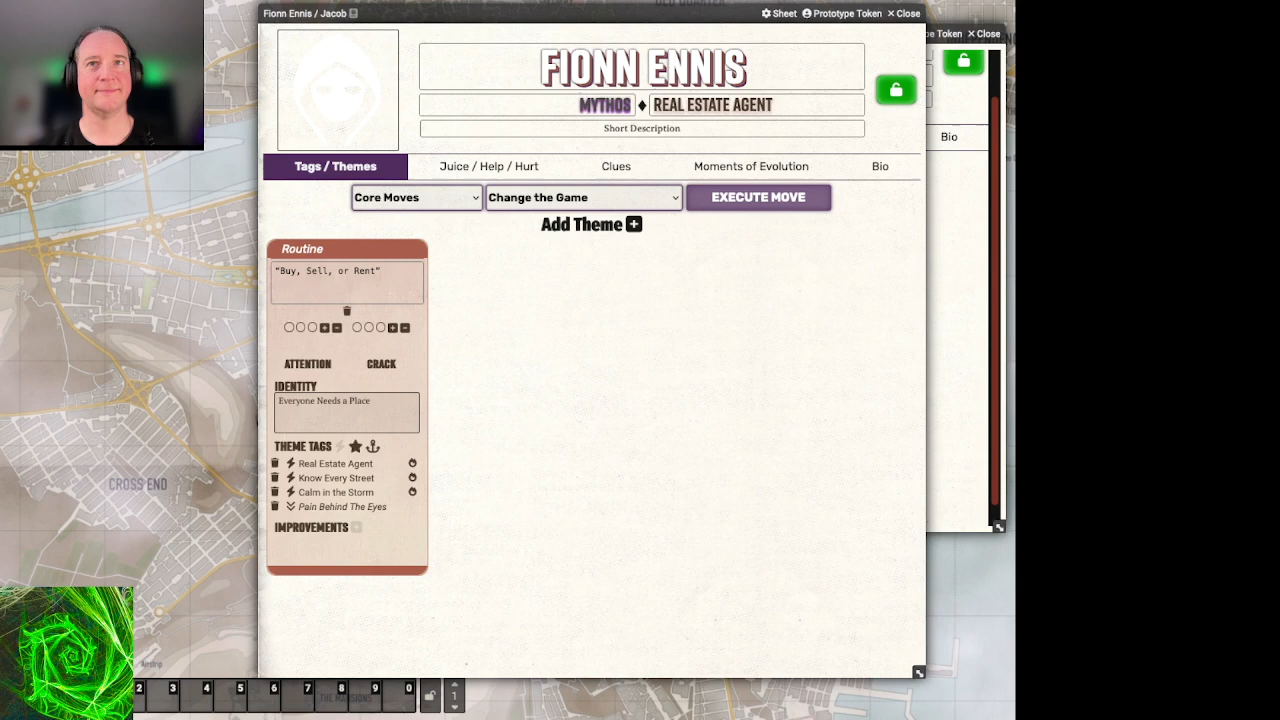 Fionn Ennis / Jacob
Sheet
Prototype Token
Close
Token
Close
FIONN ENNIS
MYTHOS
REAL ESTATE AGENT
Short Description
Bio
Tags / Themes
Juice / Help / Hurt
Clues
Moments of Evolution
Bio
Core Moves
Change the Game
EXECUTE MOVE
Add Theme
Routine
"Buy, Sell, or Rent"
ATTENTION
CRACK
IDENTITY
Everyone Needs a Place
THEME TAGS
Real Estate Agent
Know Every Street
Calm in the Storm
Pain Behind The Eyes
IMPROVEMENTS
CROSS END
Airstrip
2 3 4 5 6 7 8 9 0
1
THE MANSIONS